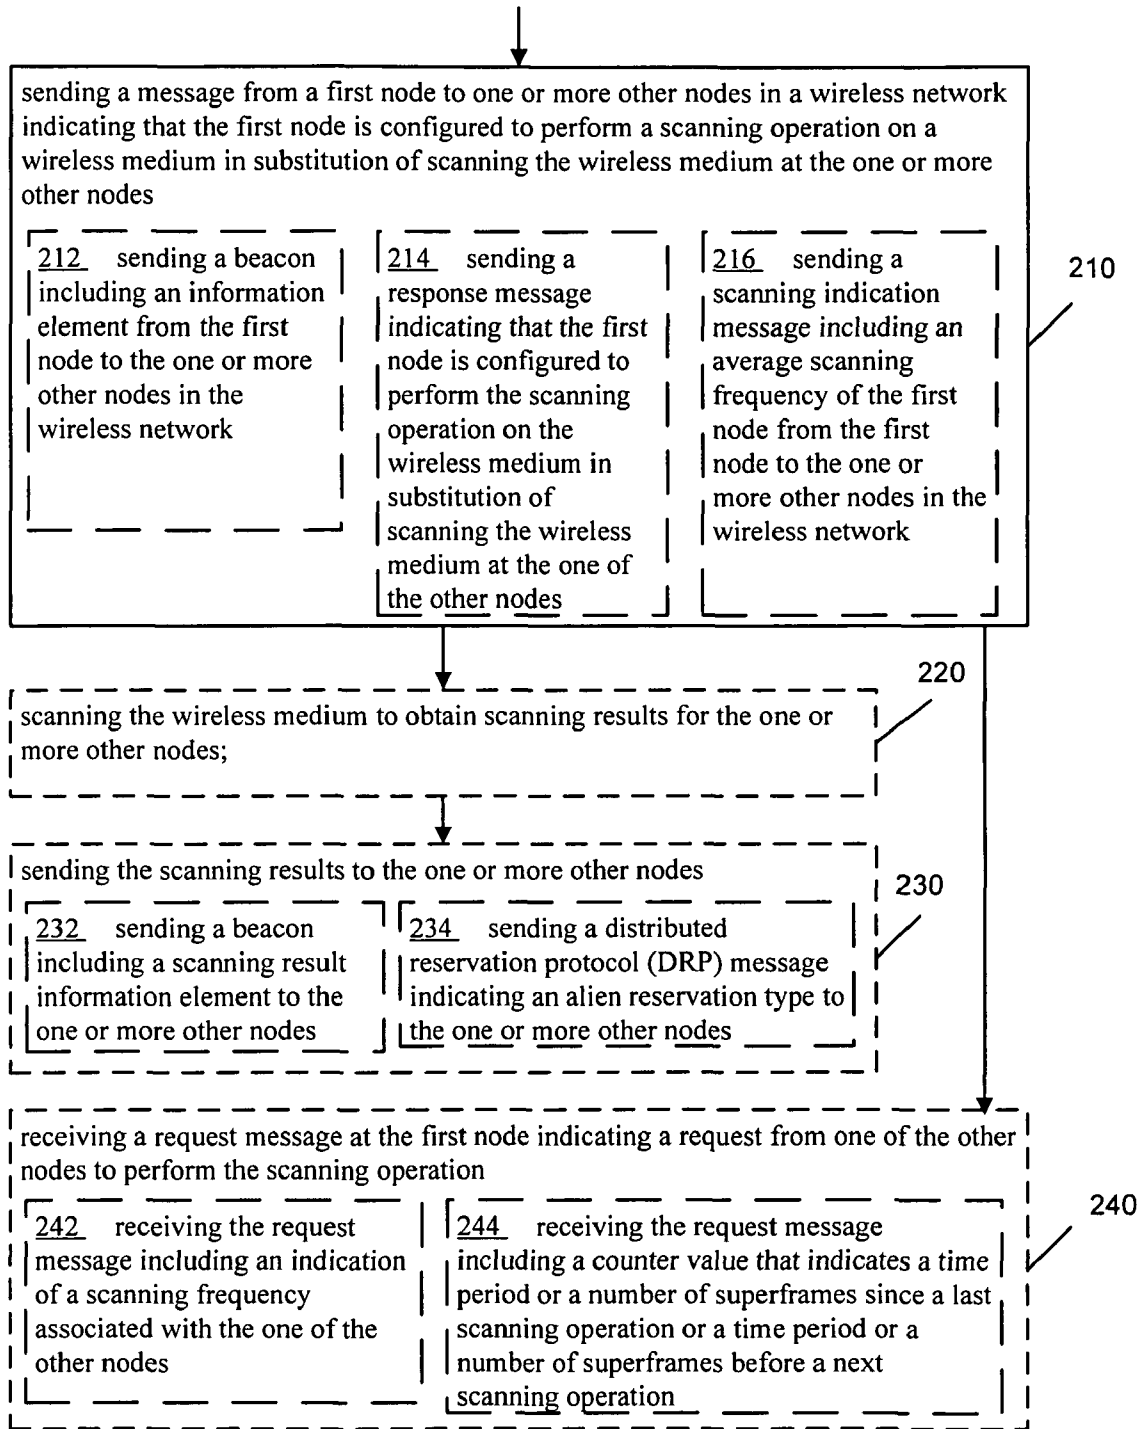 sending a message from a first node to one or more other nodes in a wireless network
indicating that the first node is configured to perform a scanning operation on a
wireless medium in substitution of scanning the wireless medium at the one or more
other nodes
212 sending a beacon
including an information
element from the first
node to the one or more
other nodes in the
wireless network
214 sending a
response message
indicating that the first
node is configured to
perform the scanning
operation on the
wireless medium in
substitution of
scanning the wireless
medium at the one of
the other nodes
216 sending a
scanning indication
message including an
average scanning
frequency of the first
node from the first
node to the one or
more other nodes in the
wireless network
210
220
scanning the wireless medium to obtain scanning results for the one or
more other nodes;
sending the scanning results to the one or more other nodes
230
232 sending a beacon
including a scanning result
information element to the
one or more other nodes
234 sending a distributed
reservation protocol (DRP) message
indicating an alien reservation type to
the one or more other nodes
receiving a request message at the first node indicating a request from one of the other
nodes to perform the scanning operation
240
242 receiving the request
message including an indication
of a scanning frequency
associated with the one of the
other nodes
244 receiving the request message
including a counter value that indicates a time
period or a number of superframes since a last
scanning operation or a time period or a
number of superframes before a next
scanning operation